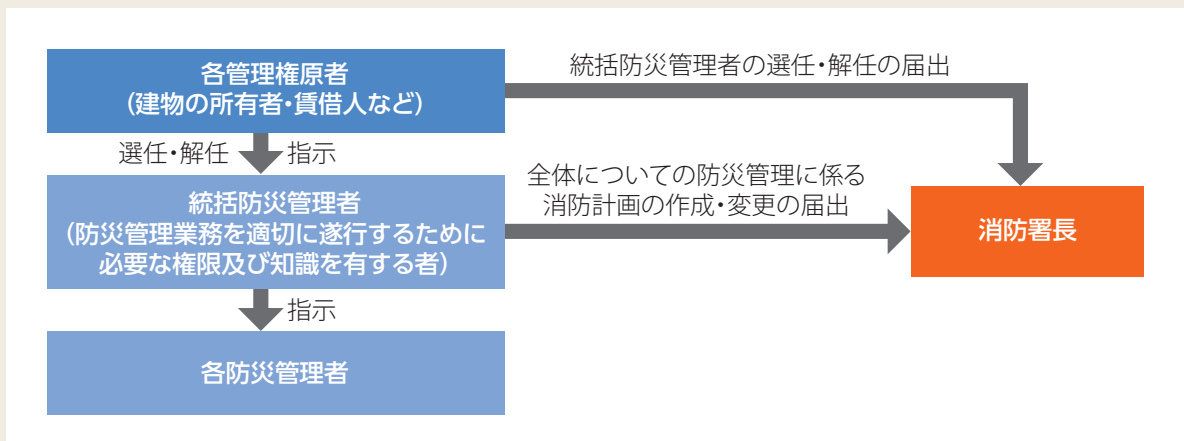 各管理権原者
（建物の所有者・賃借人など）
統括防災管理者の選任・解任の届出
選任・解任
指示
統括防災管理者
（防災管理業務を適切に遂行するために
必要な権限及び知識を有する者）
全体についての防災管理に係る
消防計画の作成・変更の届出
消防署長
指示
各防災管理者